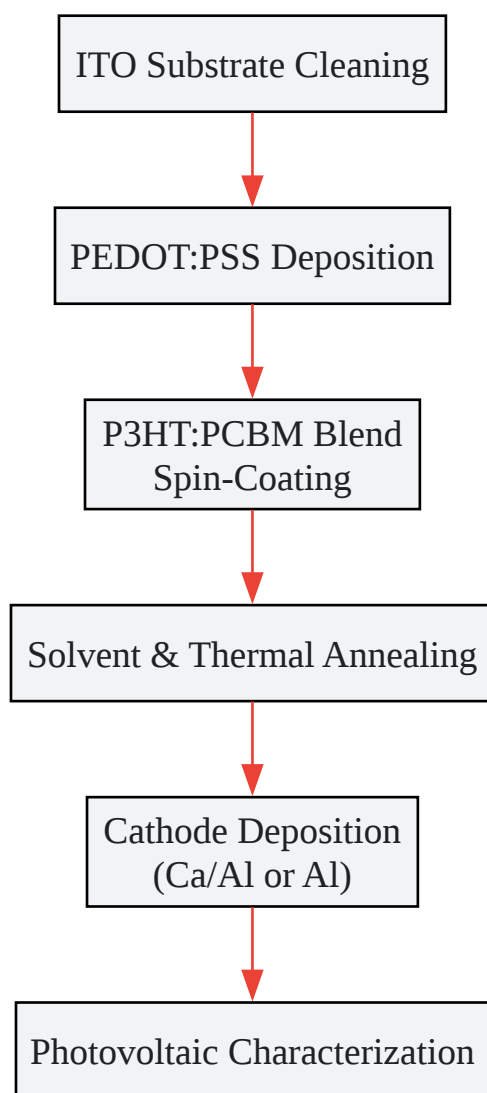 ITO Substrate Cleaning
PEDOT:PSS Deposition
P3HT:PCBM Blend
Spin-Coating
Solvent & Thermal Annealing
Cathode Deposition
(Ca/Al or Al)
Photovoltaic Characterization